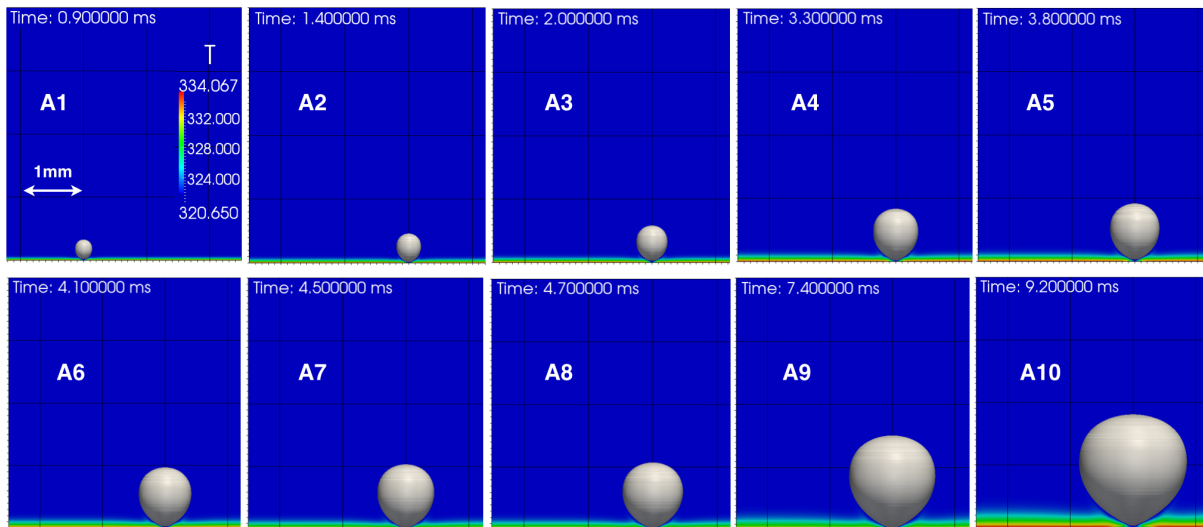 Time: 0.900000 ms
T
334.067
332.000
328.000
324.000
320.650
A1
1mm
Time: 1.400000 ms
A2
Time: 2.000000 ms
A3
Time: 3.300000 ms
A4
Time: 3.800000 ms
A5
Time: 4.100000 ms
A6
Time: 4.500000 ms
A7
Time: 4.700000 ms
A8
Time: 7.400000 ms
A9
Time: 9.200000 ms
A10